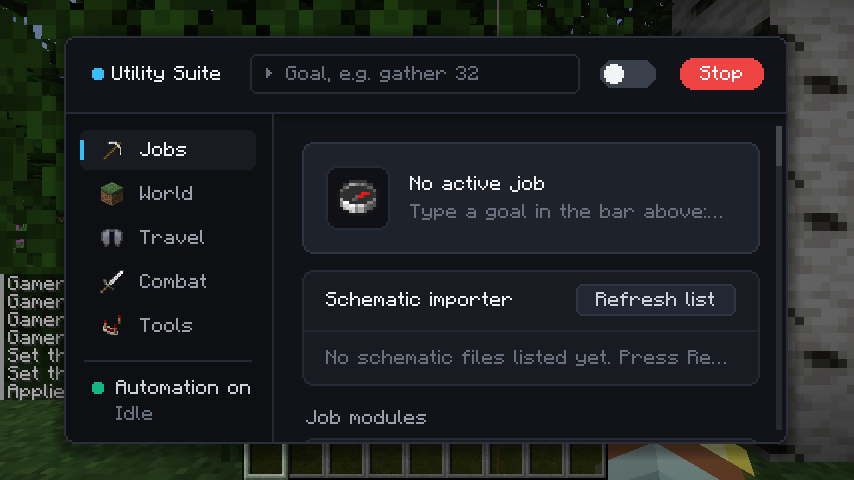 Utility Suite
Goal, e.g. gather 32
Stop
Jobs
World
Travel
Combat
Tools
Automation on
Idle
No active job
Type a goal in the bar above:...
Schematic importer
Refresh list
No schematic files listed yet. Press Re...
Job modules
Gamer
Gamer
Gamer
Gamer
Set th
Set th
Applie